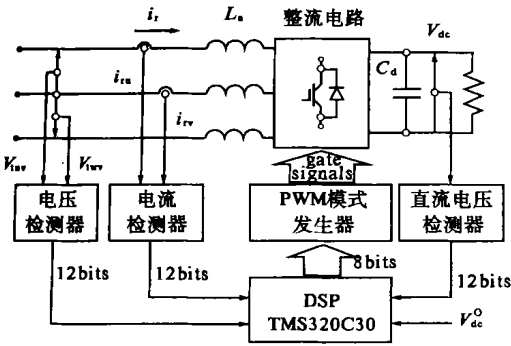 i_r
L_a
整流电路
V_dc
C_d
i_ru
i_rv
gate
signals
V_iuv
V_iwv
电压
检测器
电流
检测器
PWM模式
发生器
直流电压
检测器
12bits
12bits
8bits
12bits
DSP
TMS320C30
V_dc^O